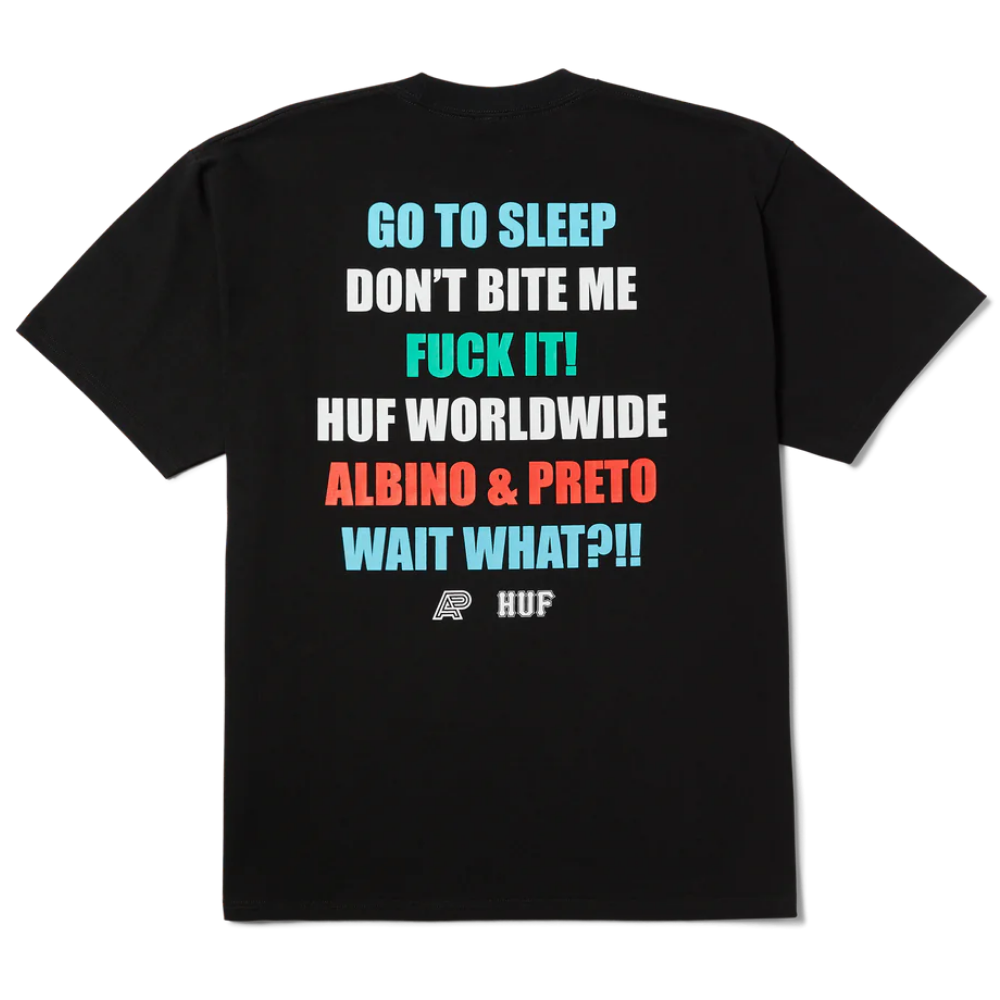 GO TO SLEEP
DON'T BITE ME
FUCK IT!
HUF WORLDWIDE
ALBINO & PRETO
WAIT WHAT?!!
AP HUF